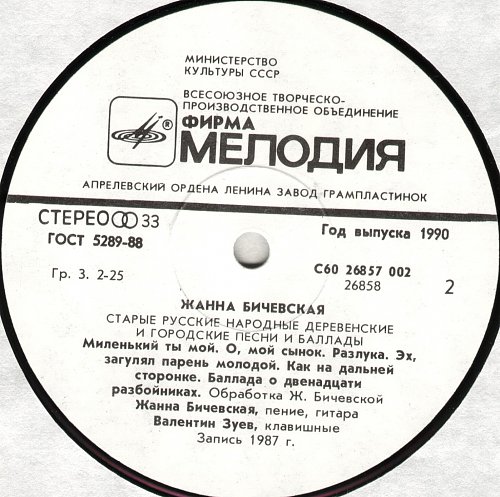 МИНИСТЕРСТВО
КУЛЬТУРЫ СССР
ВСЕСОЮЗНОЕ ТВОРЧЕСКО-
ПРОИЗВОДСТВЕННОЕ ОБЪЕДИНЕНИЕ
® ФИРМА
МЕЛОДИЯ
АПРЕЛЕВСКИЙ ОРДЕНА ЛЕНИНА ЗАВОД ГРАМПЛАСТИНОК
СТЕРЕО 33
ГОСТ 5289-88
Год выпуска 1990
Гр. 3. 2-25
С60 26857 002
26858
2
ЖАННА БИЧЕВСКАЯ
СТАРЫЕ РУССКИЕ НАРОДНЫЕ ДЕРЕВЕНСКИЕ
И ГОРОДСКИЕ ПЕСНИ И БАЛЛАДЫ
Миленький ты мой. О, мой сынок. Разлука. Эх,
загулял парень молодой. Как на дальней
сторонке. Баллада о двенадцати
разбойниках. Обработка Ж. Бичевской
Жанна Бичевская, пение, гитара
Валентин Зуев, клавишные
Запись 1987 г.